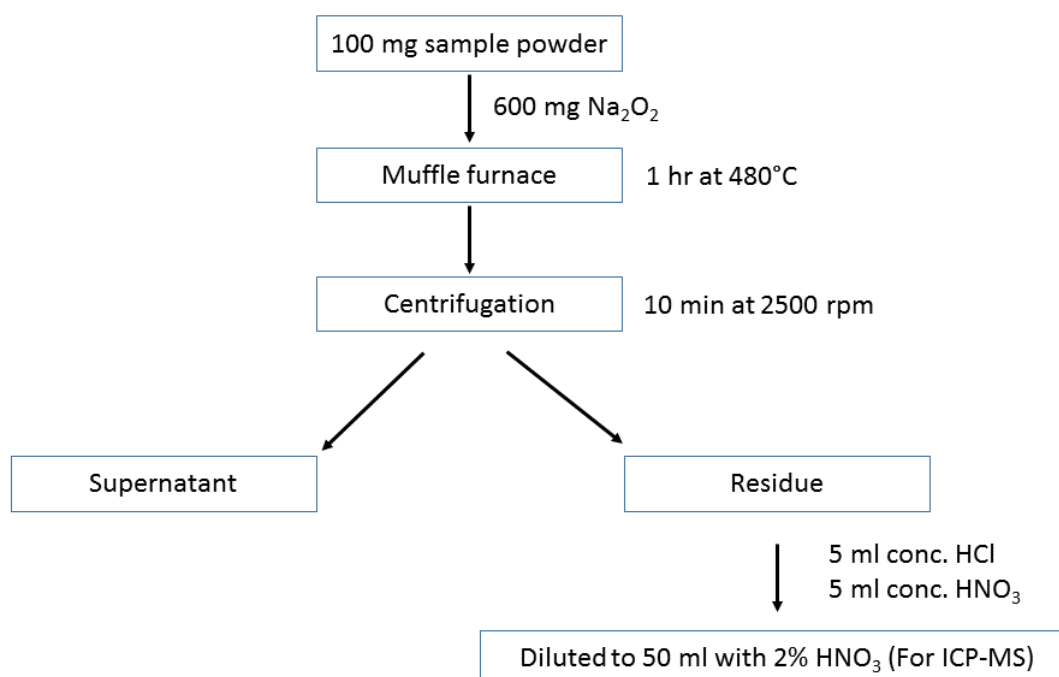 100 mg sample powder
600 mg Na₂O₂
Muffle furnace
1 hr at 480°C
Centrifugation
10 min at 2500 rpm
Supernatant
Residue
5 ml conc. HCl
5 ml conc. HNO₃
Diluted to 50 ml with 2% HNO₃ (For ICP-MS)